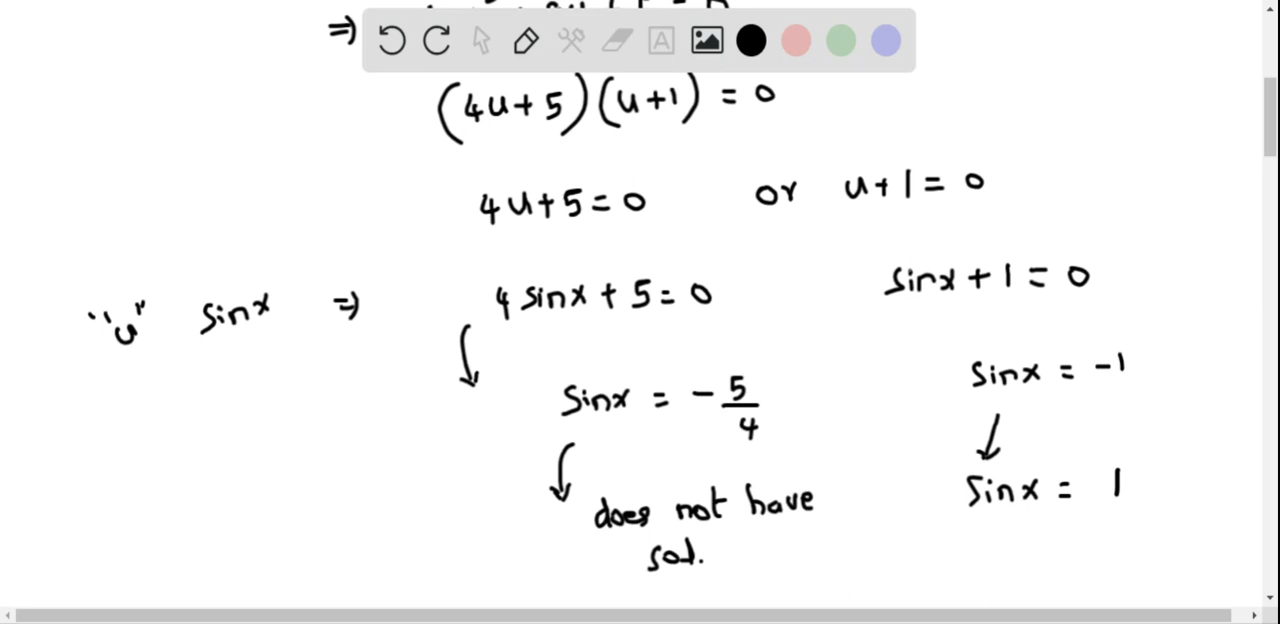 ⇒
(4u+5)(u+1) = 0
4u+5=0 or u+1=0
"u" sinx ⇒ 4 sinx + 5=0 sinx + 1 = 0
sinx = - 5/4 sinx = -1
does not have sol. sinx = 1